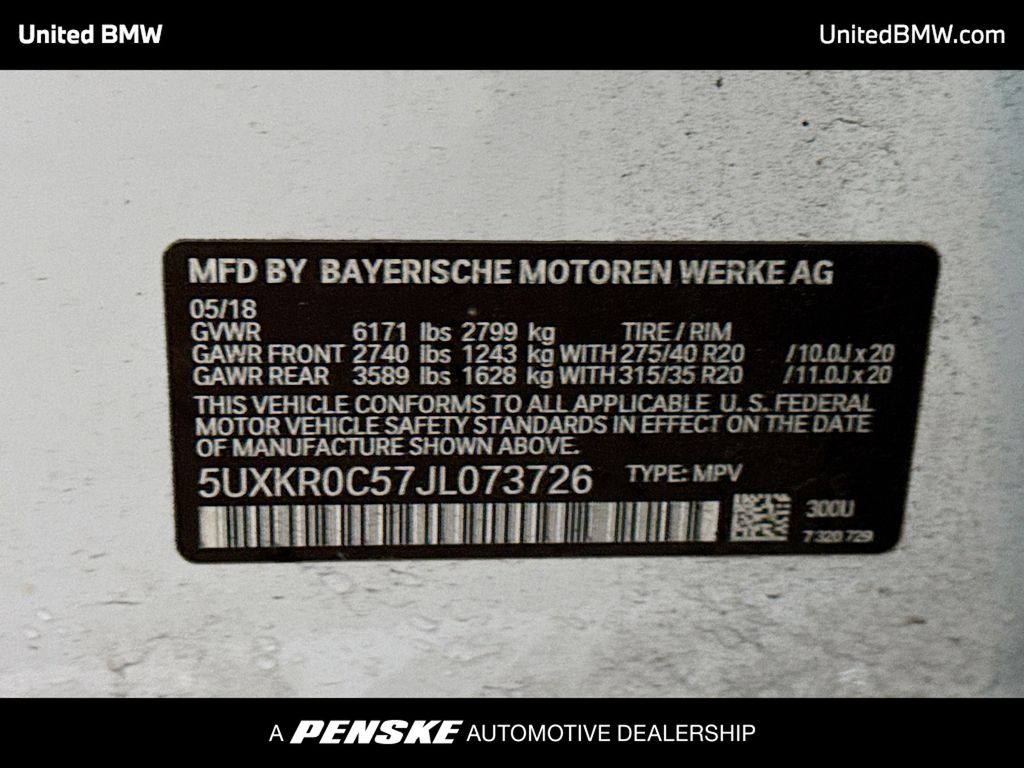 United BMW
UnitedBMW.com
MFD BY BAYERISCHE MOTOREN WERKE AG
05/18
GVWR 6171 lbs 2799 kg TIRE / RIM
GAWR FRONT 2740 lbs 1243 kg WITH 275/40 R20 /10.0J x 20
GAWR REAR 3589 lbs 1628 kg WITH 315/35 R20 /11.0J x 20
THIS VEHICLE CONFORMS TO ALL APPLICABLE U. S. FEDERAL
MOTOR VEHICLE SAFETY STANDARDS IN EFFECT ON THE DATE
OF MANUFACTURE SHOWN ABOVE.
5UXKR0C57JL073726 TYPE: MPV
300U
7 320 729
A PENSKE AUTOMOTIVE DEALERSHIP